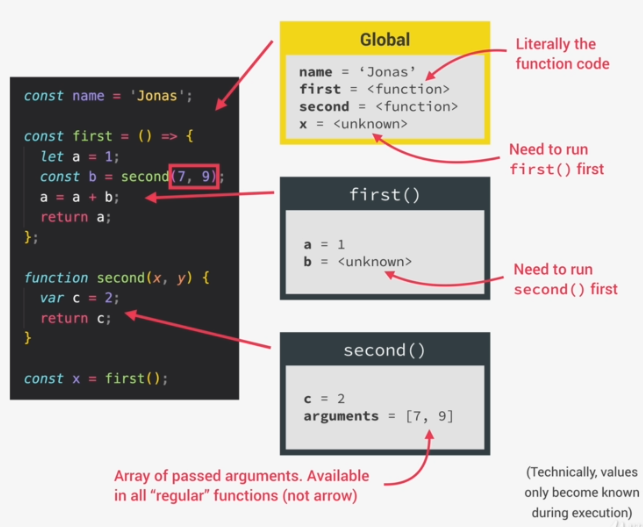 const name = 'Jonas';
const first = () => {
let a = 1;
const b = second(7, 9);
a = a + b;
return a;
};
function second(x, y) {
var c = 2;
return c;
}
const x = first();
Global
name = ‘Jonas’
first = <function>
second = <function>
x = <unknown>
Literally the
function code
Need to run
first() first
first()
a = 1
b = <unknown>
Need to run
second() first
second()
c = 2
arguments = [7, 9]
Array of passed arguments. Available
in all “regular” functions (not arrow)
(Technically, values
only become known
during execution)